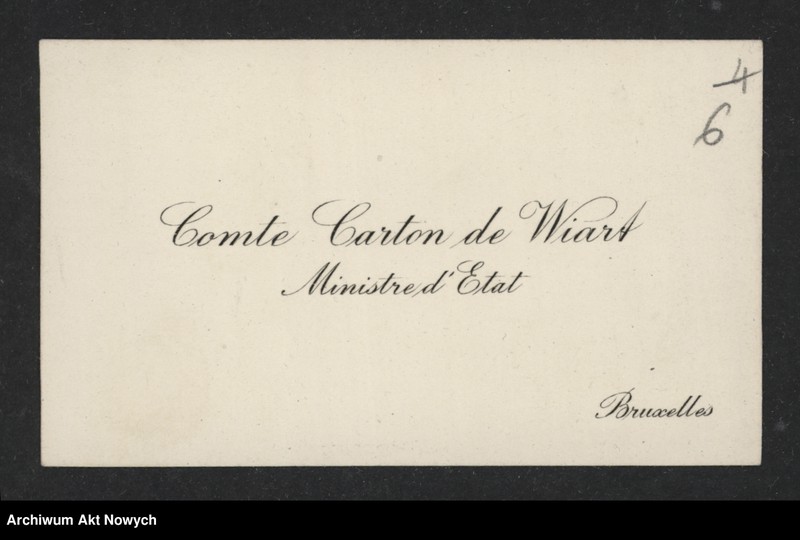 4
6
Comte Carton de Wiart
Ministre d'Etat
Bruxelles
Archiwum Akt Nowych